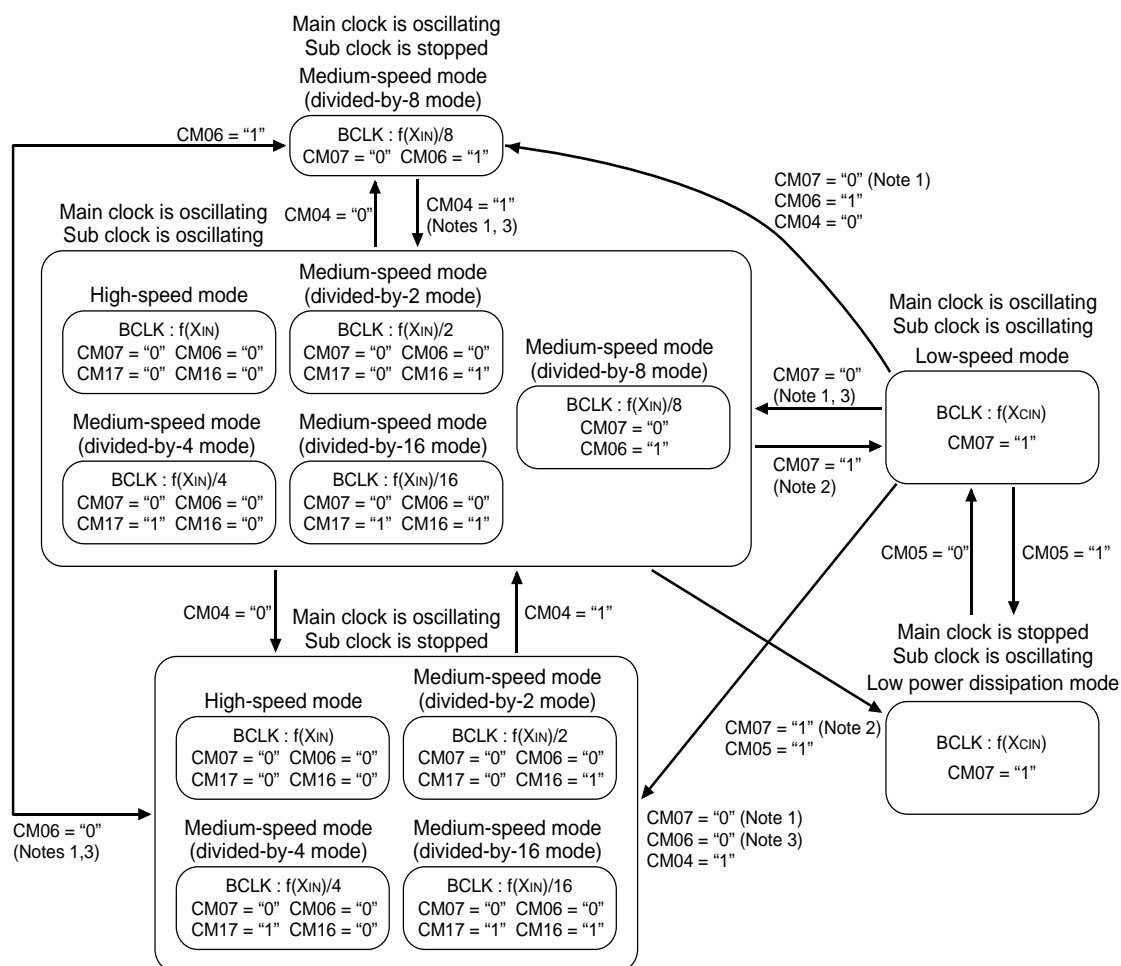 Main clock is oscillating
Sub clock is stopped
Medium-speed mode
(divided-by-8 mode)
CM06 = “1”
BCLK : f(XIN)/8
CM07 = “0” CM06 = “1”
CM07 = “0” (Note 1)
CM06 = “1”
CM04 = “0”
Main clock is oscillating
Sub clock is oscillating
CM04 = “0”
CM04 = “1”
(Notes 1, 3)
High-speed mode
BCLK : f(XIN)
CM07 = “0” CM06 = “0”
CM17 = “0” CM16 = “0”
Medium-speed mode
(divided-by-2 mode)
BCLK : f(XIN)/2
CM07 = “0” CM06 = “0”
CM17 = “0” CM16 = “1”
Medium-speed mode
(divided-by-8 mode)
BCLK : f(XIN)/8
CM07 = “0”
CM06 = “1”
Medium-speed mode
(divided-by-4 mode)
BCLK : f(XIN)/4
CM07 = “0” CM06 = “0”
CM17 = “1” CM16 = “0”
Medium-speed mode
(divided-by-16 mode)
BCLK : f(XIN)/16
CM07 = “0” CM06 = “0”
CM17 = “1” CM16 = “1”
Main clock is oscillating
Sub clock is oscillating
Low-speed mode
BCLK : f(XCIN)
CM07 = “1”
CM07 = “0”
(Note 1, 3)
CM07 = “1”
(Note 2)
CM05 = “0”
CM05 = “1”
CM04 = “0”
Main clock is oscillating
Sub clock is stopped
CM04 = “1”
Main clock is stopped
Sub clock is oscillating
Low power dissipation mode
BCLK : f(XCIN)
CM07 = “1”
CM07 = “1” (Note 2)
CM05 = “1”
High-speed mode
BCLK : f(XIN)
CM07 = “0” CM06 = “0”
CM17 = “0” CM16 = “0”
Medium-speed mode
(divided-by-2 mode)
BCLK : f(XIN)/2
CM07 = “0” CM06 = “0”
CM17 = “0” CM16 = “1”
CM06 = “0”
(Notes 1,3)
CM07 = “0” (Note 1)
CM06 = “0” (Note 3)
CM04 = “1”
Medium-speed mode
(divided-by-4 mode)
BCLK : f(XIN)/4
CM07 = “0” CM06 = “0”
CM17 = “1” CM16 = “0”
Medium-speed mode
(divided-by-16 mode)
BCLK : f(XIN)/16
CM07 = “0” CM06 = “0”
CM17 = “1” CM16 = “1”